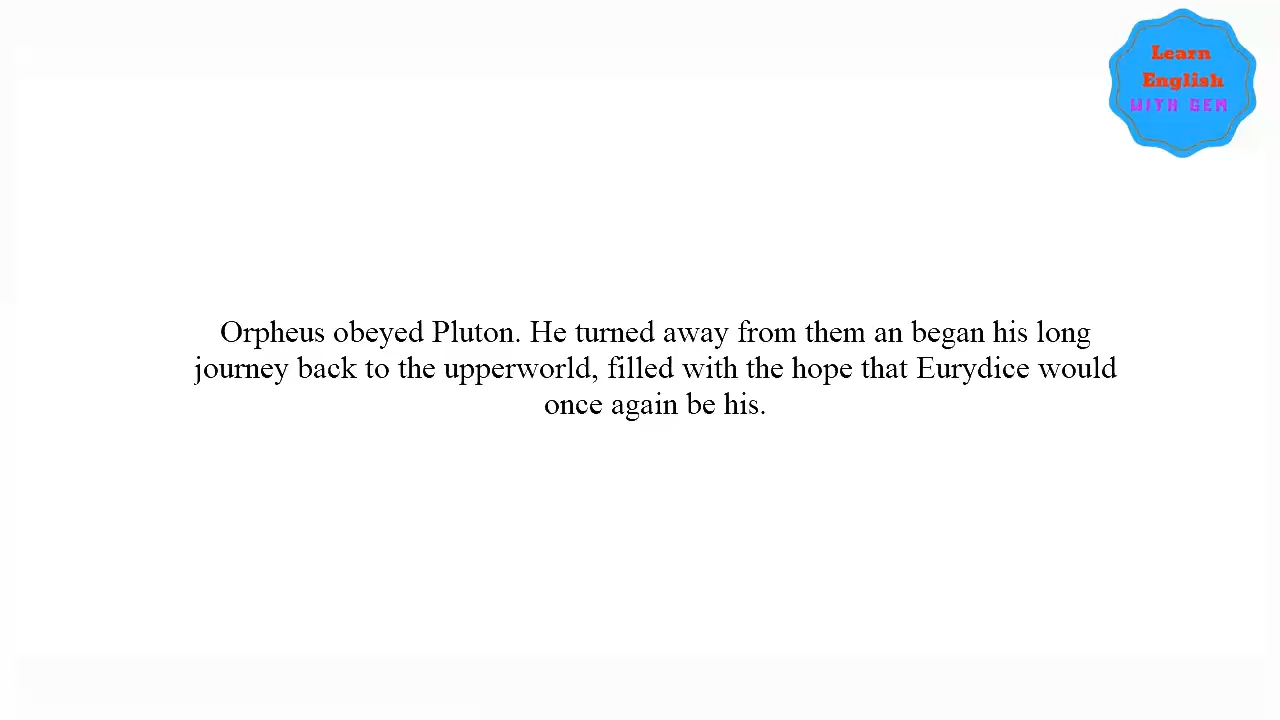 Learn
English
WITH GEM
Orpheus obeyed Pluton. He turned away from them an began his long
journey back to the upperworld, filled with the hope that Eurydice would
once again be his.